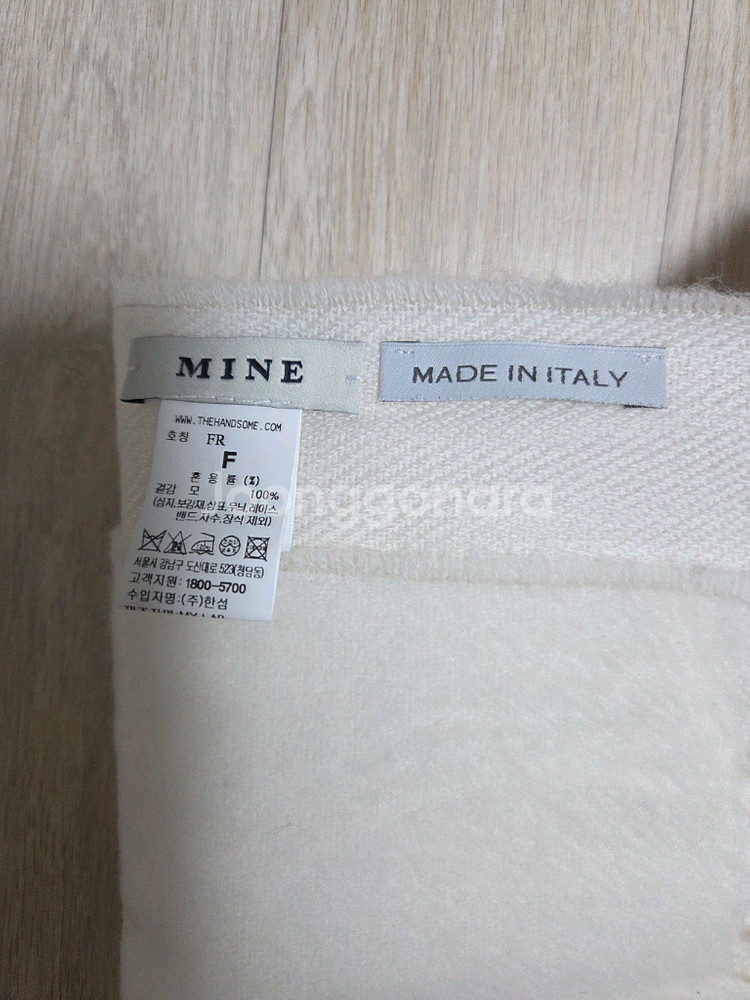 MINE
MADE IN ITALY
WWW.THEHANDSOME.COM
호칭 FR
F
혼용률 (%)
겉감 모 100%
(심지,보강재,상표,무늬,레이스
밴드,자수,장식 제외)
서울시 강남구 도산대로 523(청담동)
고객지원: 1800-5700
수입자명:(주)한섬